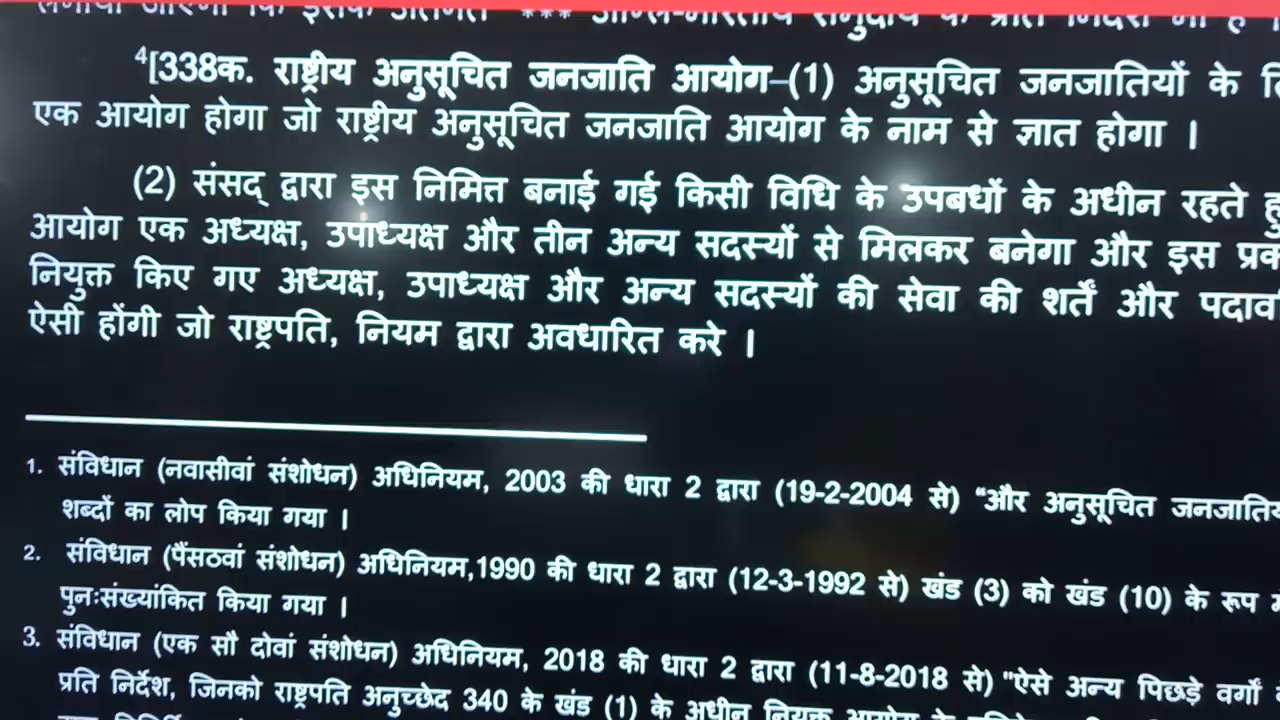 *** आंग्ल-भारतीय समुदाय के प्रति निर्देश भी है
4[338क. राष्ट्रीय अनुसूचित जनजाति आयोग–(1) अनुसूचित जनजातियों के
एक आयोग होगा जो राष्ट्रीय अनुसूचित जनजाति आयोग के नाम से ज्ञात होगा ।
(2) संसद् द्वारा इस निमित्त बनाई गई किसी विधि के उपबधों के अधीन रहते
आयोग एक अध्यक्ष, उपाध्यक्ष और तीन अन्य सदस्यों से मिलकर बनेगा और इस
नियुक्त किए गए अध्यक्ष, उपाध्यक्ष और अन्य सदस्यों की सेवा की शर्तें और
ऐसी होंगी जो राष्ट्रपति, नियम द्वारा अवधारित करे ।
1. संविधान (नवासीवां संशोधन) अधिनियम, 2003 की धारा 2 द्वारा (19-2-2004 से) “और अनुसूचित
शब्दों का लोप किया गया ।
2. संविधान (पैंसठवां संशोधन) अधिनियम,1990 की धारा 2 द्वारा (12-3-1992 से) खंड (3) को खंड (10) के रूप
पुनःसंख्यांकित किया गया ।
3. संविधान (एक सौ दोवां संशोधन) अधिनियम, 2018 की धारा 2 द्वारा (11-8-2018 से) "ऐसे अन्य पिछड़े वर्गों
प्रति निर्देश, जिनको राष्ट्रपति अनुच्छेद 340 के खंड (1) के अधीन नियुक्त आयोग के